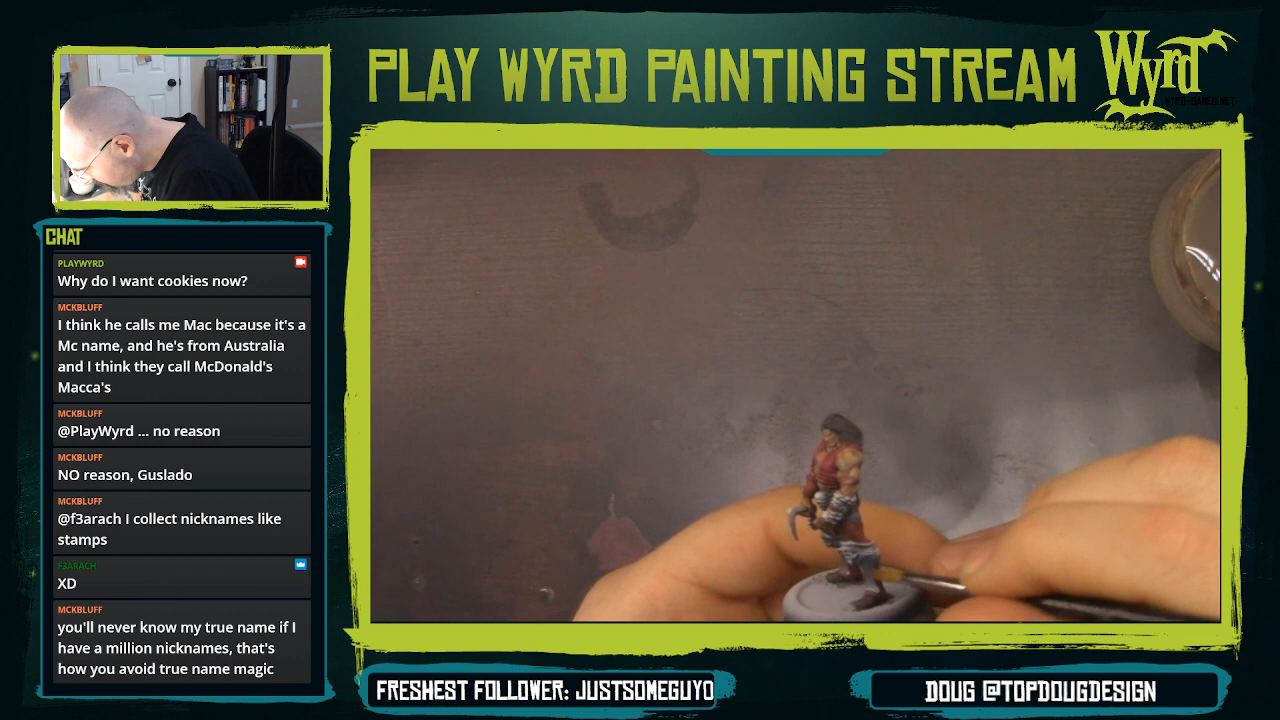 PLAY WYRD PAINTING STREAM
Wyrd
WYRD-GAMES.NET
CHAT
PLAYWYRD
Why do I want cookies now?
MCKBLUFF
I think he calls me Mac because it's a
Mc name, and he's from Australia
and I think they call McDonald's
Macca's
MCKBLUFF
@PlayWyrd ... no reason
MCKBLUFF
NO reason, Guslado
MCKBLUFF
@f3arach I collect nicknames like
stamps
F3ARACH
XD
MCKBLUFF
you'll never know my true name if I
have a million nicknames, that's
how you avoid true name magic
FRESHEST FOLLOWER: JUSTSOMEGUYO
DOUG @TOPDOUGDESIGN